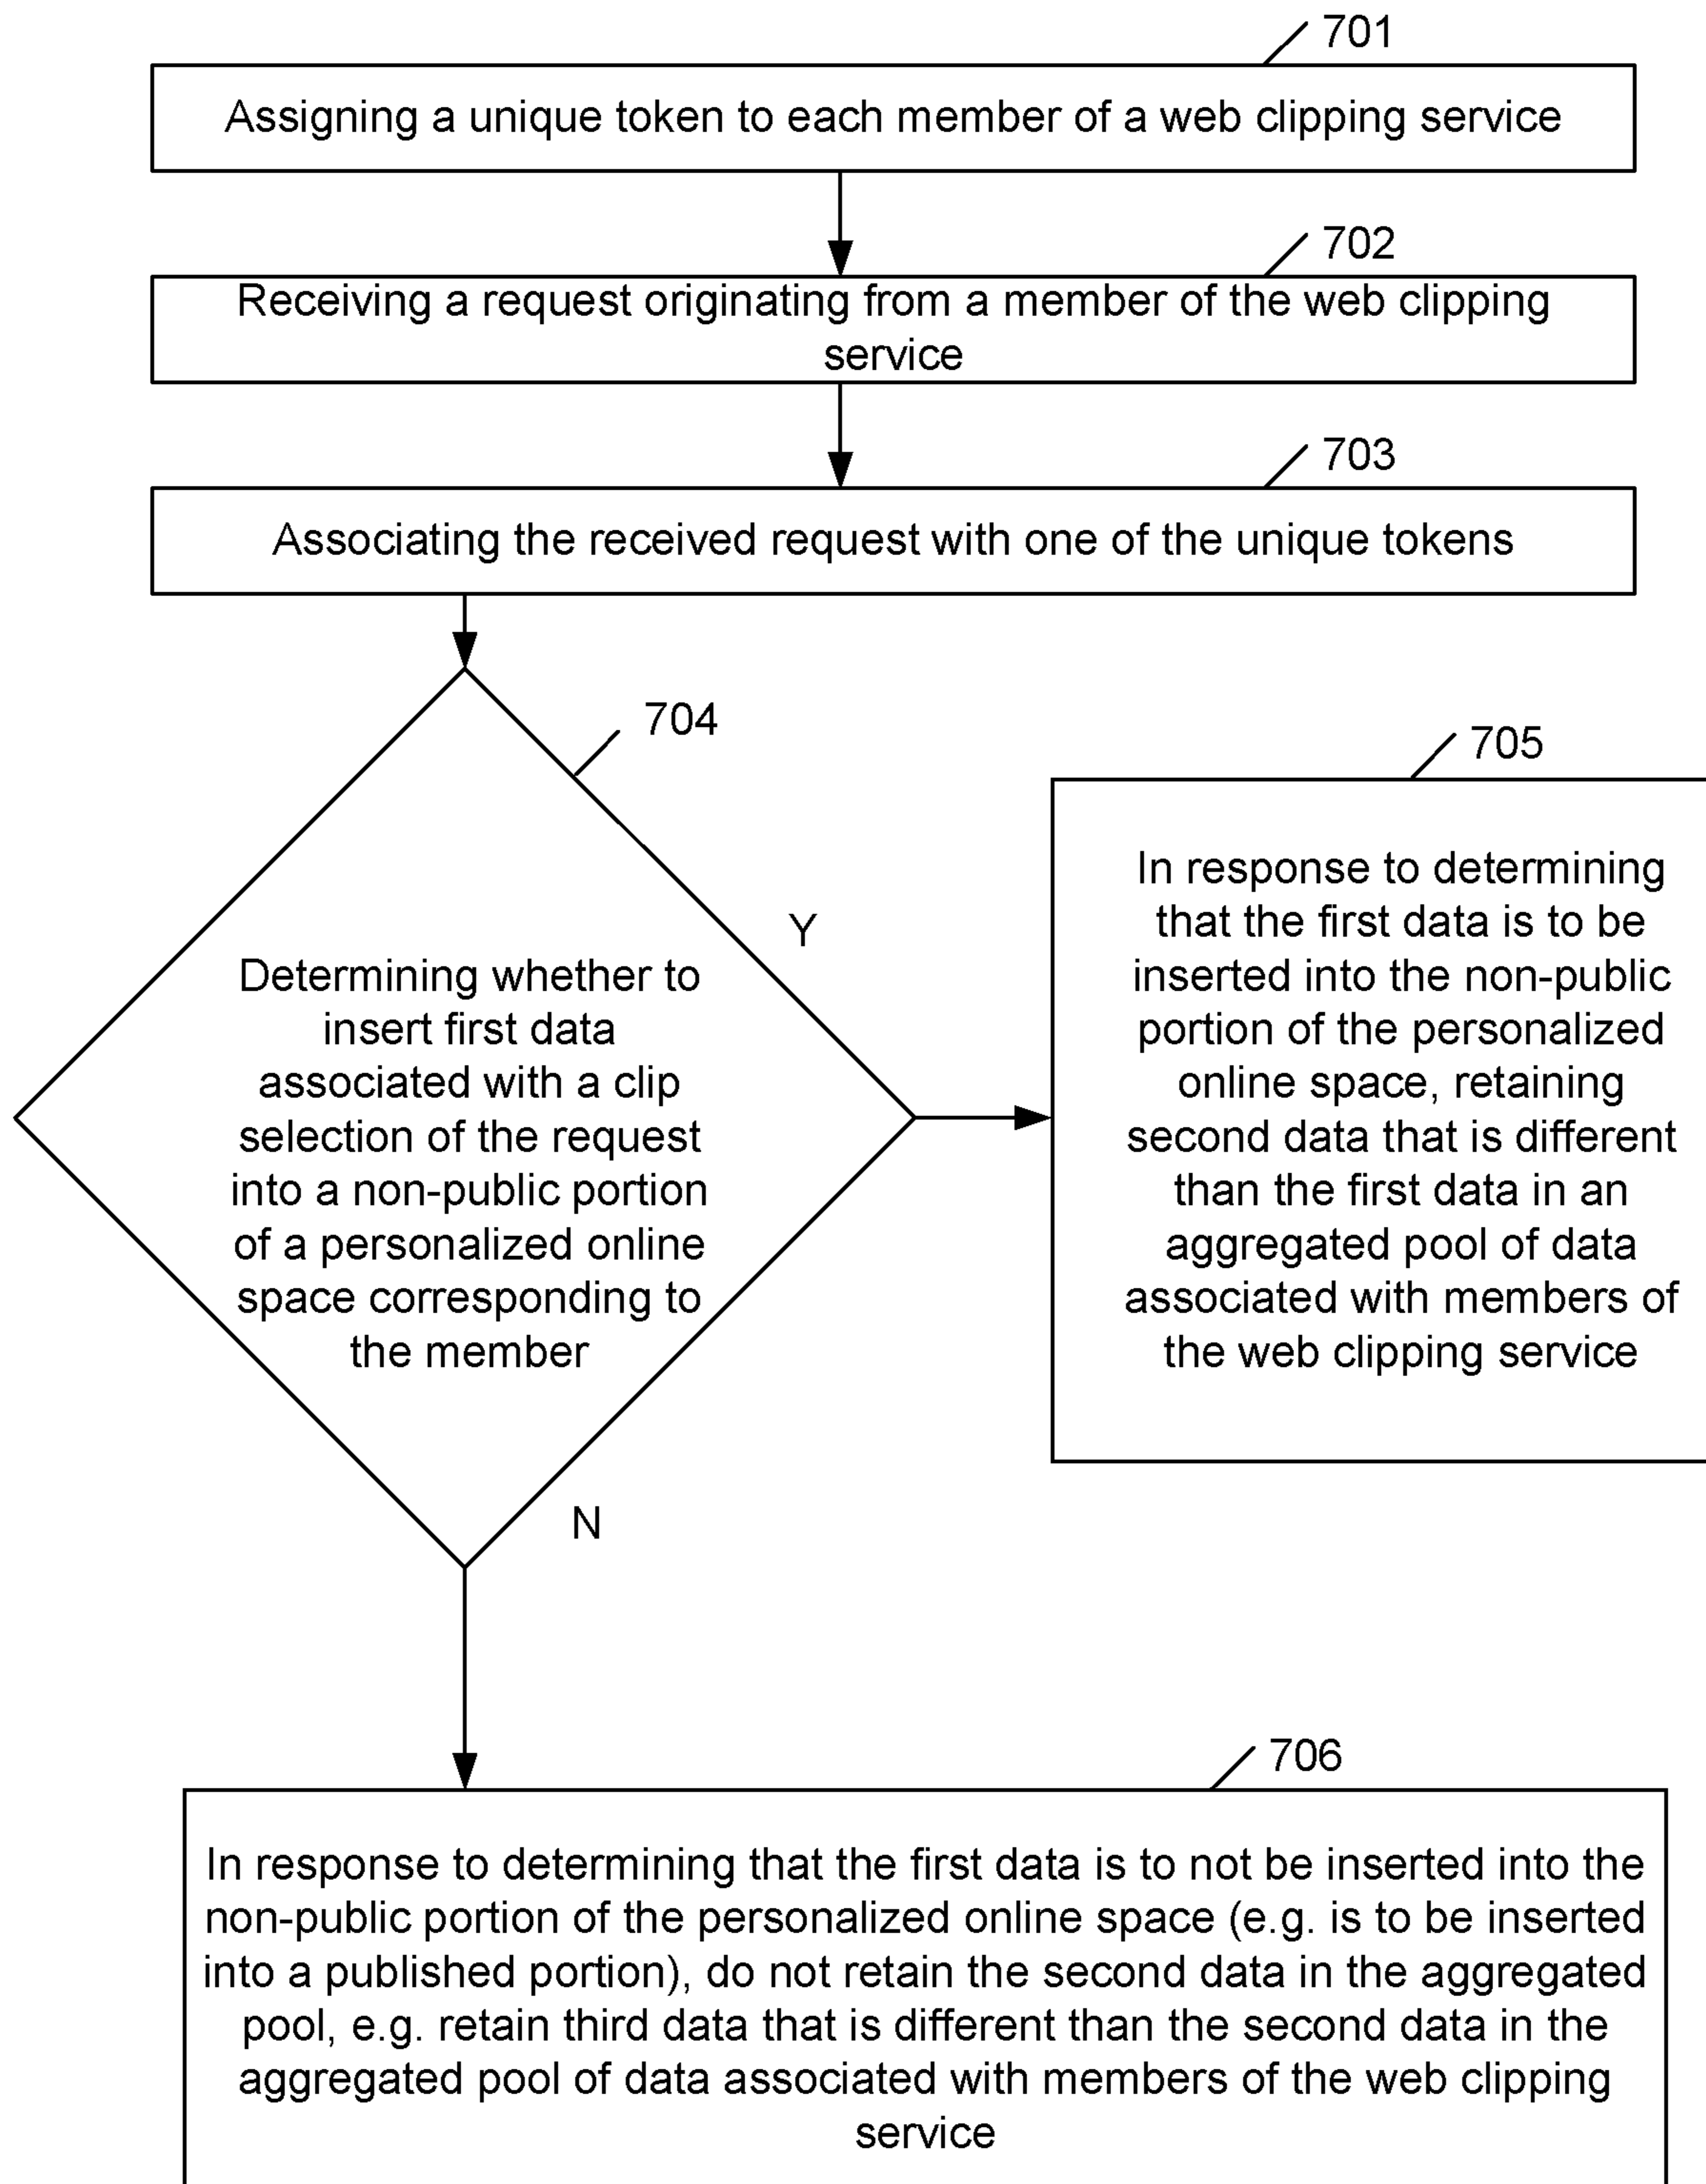 701
Assigning a unique token to each member of a web clipping service
702
Receiving a request originating from a member of the web clipping
service
703
Associating the received request with one of the unique tokens
704
Determining whether to
insert first data
associated with a clip
selection of the request
into a non-public portion
of a personalized online
space corresponding to
the member
Y
N
705
In response to determining
that the first data is to be
inserted into the non-public
portion of the personalized
online space, retaining
second data that is different
than the first data in an
aggregated pool of data
associated with members of
the web clipping service
706
In response to determining that the first data is to not be inserted into the
non-public portion of the personalized online space (e.g. is to be inserted
into a published portion), do not retain the second data in the aggregated
pool, e.g. retain third data that is different than the second data in the
aggregated pool of data associated with members of the web clipping
service